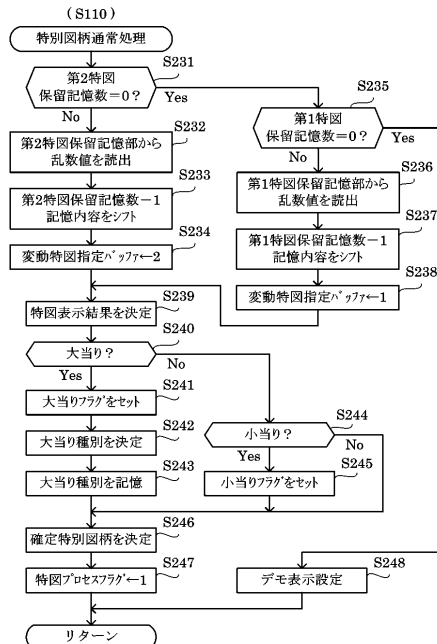 (S110)
特別図柄通常処理
S231
第2特図
保留記憶数=0?
Yes
No
S235
第1特図
保留記憶数=0?
Yes
No
S232
第2特図保留記憶部から
乱数値を読出
S236
第1特図保留記憶部から
乱数値を読出
S233
第2特図保留記憶数−1
記憶内容をシフト
S237
第1特図保留記憶数−1
記憶内容をシフト
S234
変動特図指定バッファ←2
S238
変動特図指定バッファ←1
S239
特図表示結果を決定
S240
大当り?
No
Yes
S241
大当りフラグをセット
S244
小当り?
No
Yes
S242
大当り種別を決定
S245
小当りフラグをセット
S243
大当り種別を記憶
S246
確定特別図柄を決定
S247
特図プロセスフラグ←1
S248
デモ表示設定
リターン